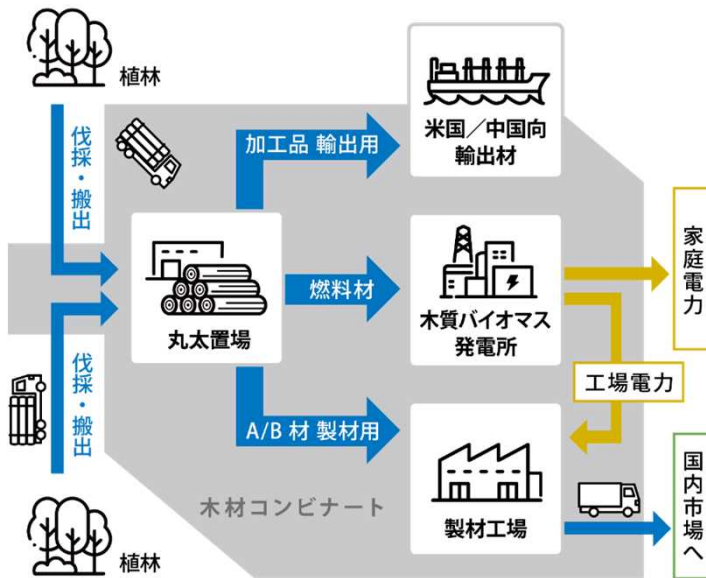 植林
伐採・搬出
加工品 輸出用
米国／中国向
輸出材
丸太置場
燃料材
木質バイオマス
発電所
家庭電力
工場電力
伐採・搬出
A/B 材 製材用
製材工場
国内市場へ
木材コンビナート
植林